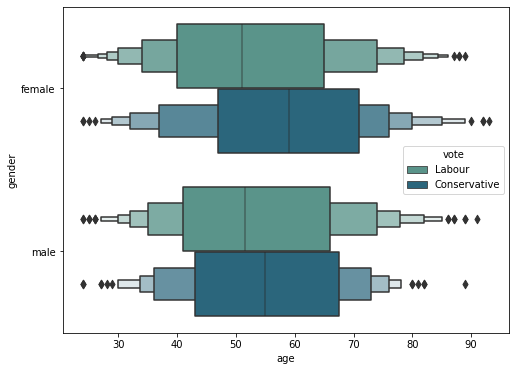 female
male
gender
vote
Labour
Conservative
30 40 50 60 70 80 90
age